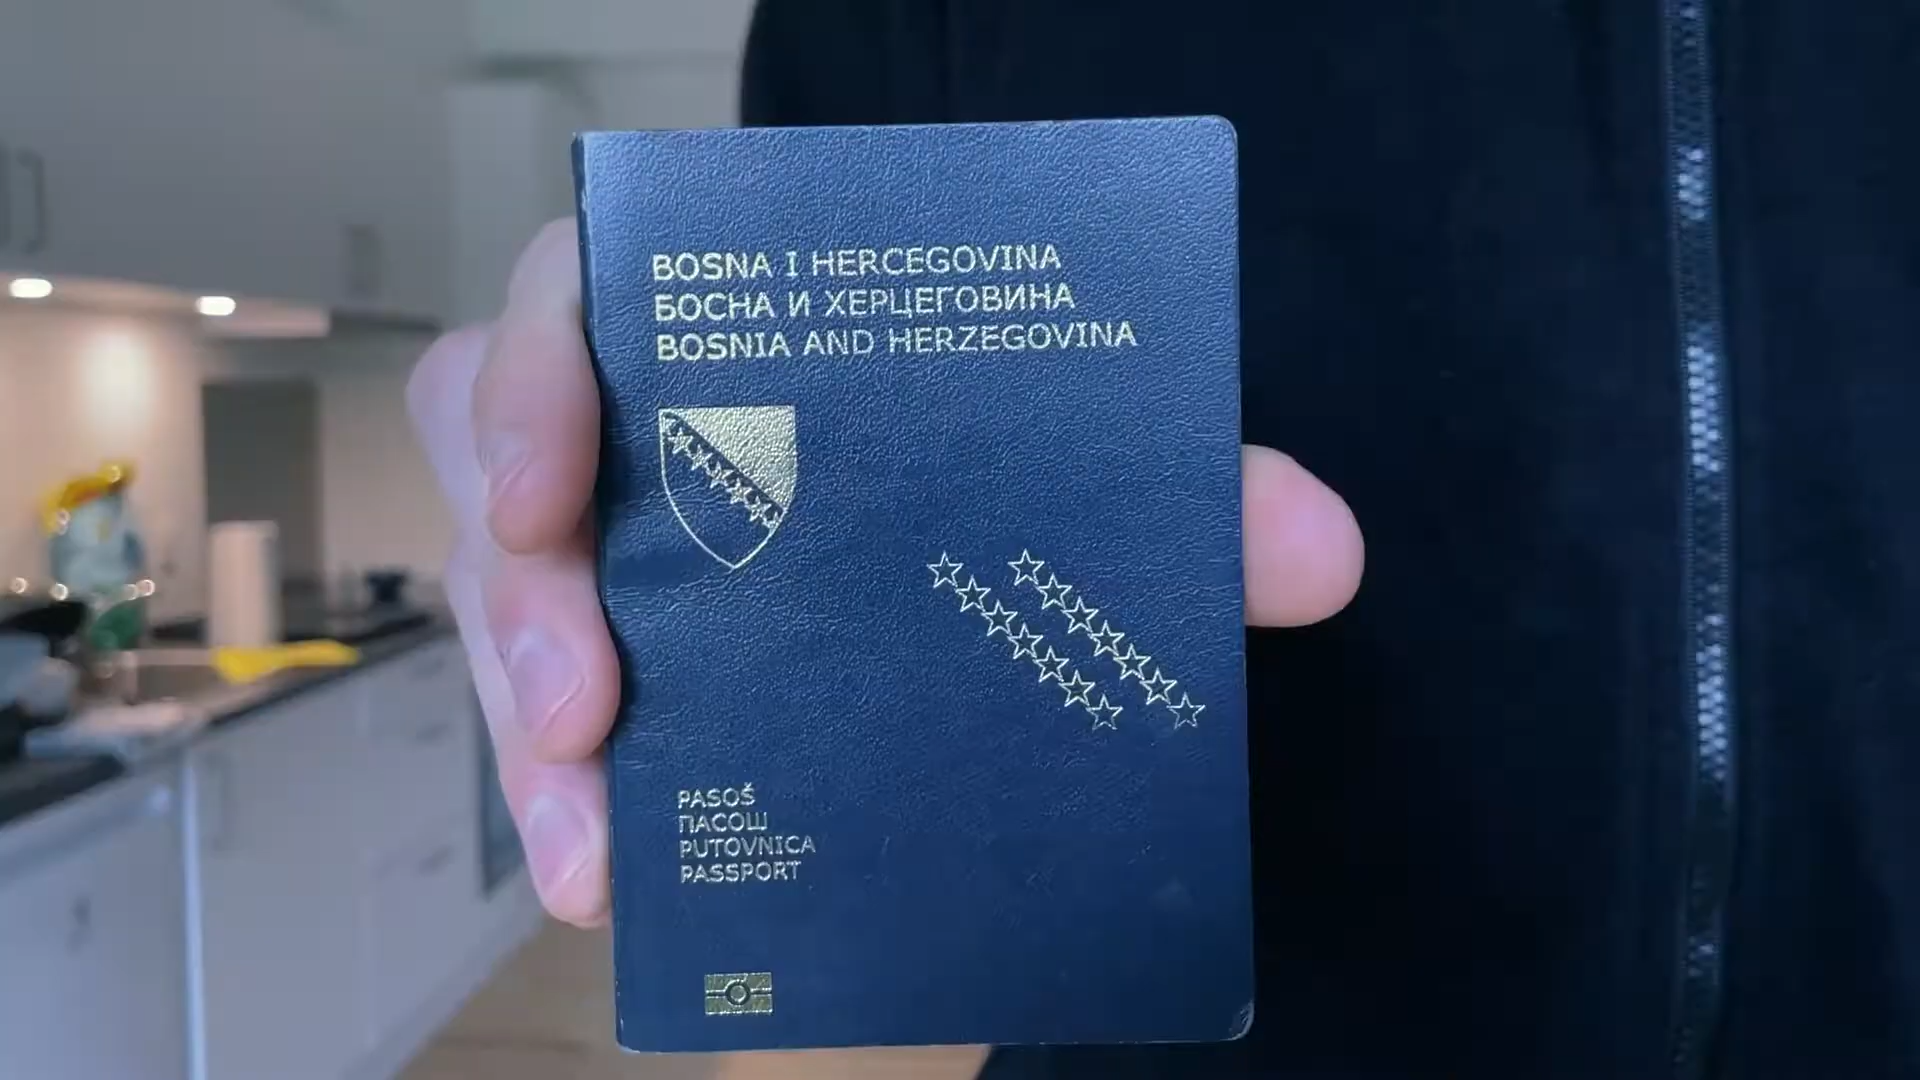 BOSNA I HERCEGOVINA
БОСНА И ХЕРЦЕГОВИНА
BOSNIA AND HERZEGOVINA
PASOŠ
ПАСОШ
PUTOVNICA
PASSPORT